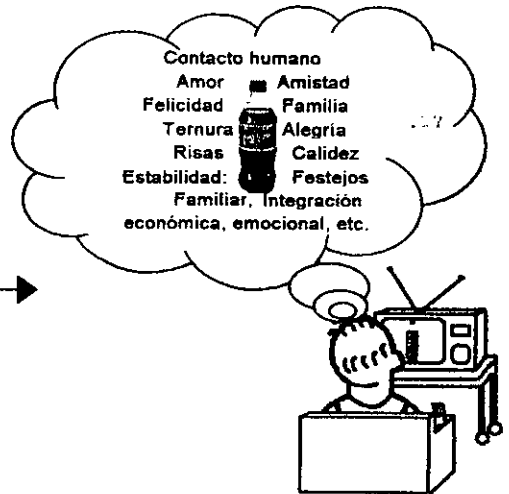 Contacto humano
Amor Amistad
Felicidad Familia
Ternura Alegría
Risas Calidez
Estabilidad: Festejos
Familiar, Integración
económica, emocional, etc.